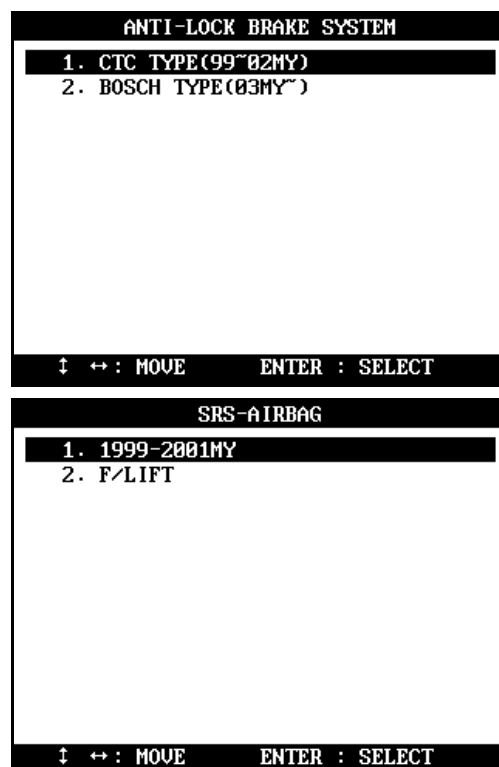 ANTI-LOCK BRAKE SYSTEM
1. CTC TYPE(99~02MY)
2. BOSCH TYPE(03MY~)
↕ ↔: MOVE ENTER : SELECT
SRS-AIRBAG
1. 1999-2001MY
2. F/LIFT
↕ ↔: MOVE ENTER : SELECT